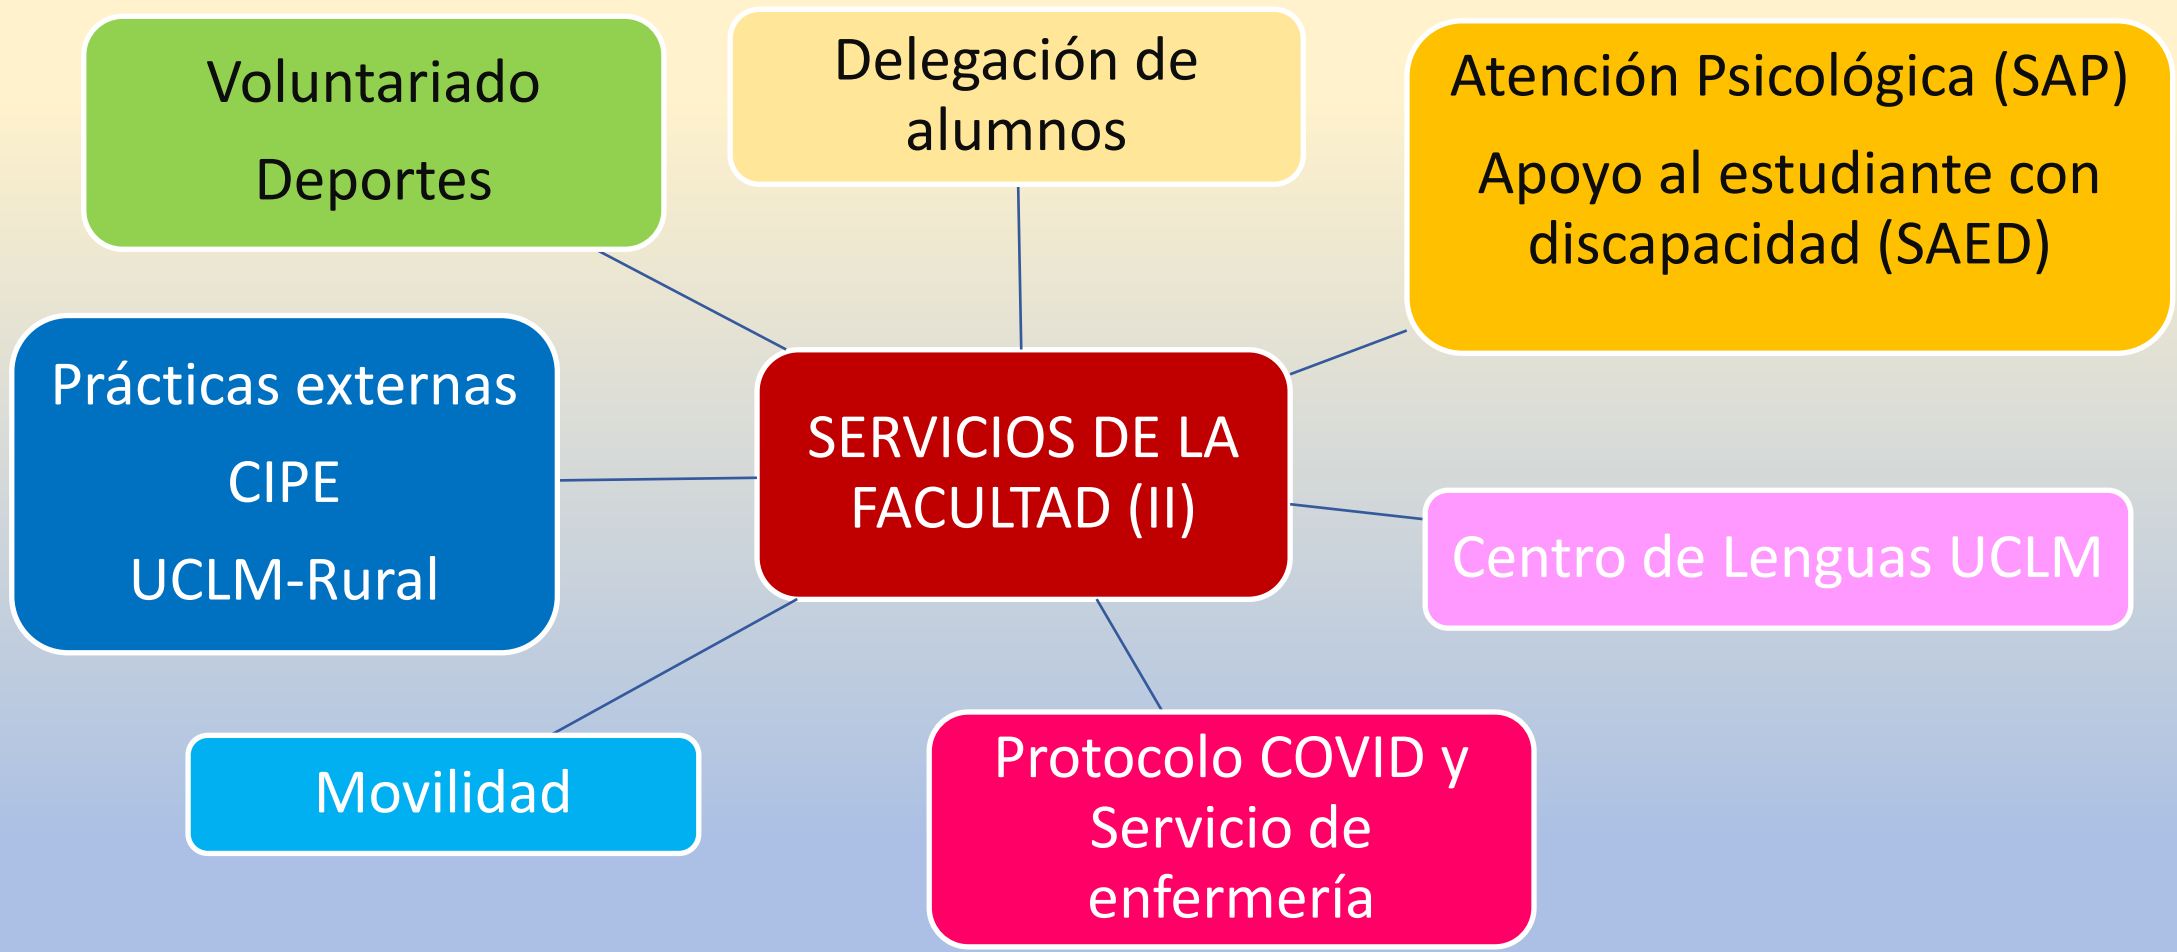 Voluntariado
Deportes
Delegación de
alumnos
Atención Psicológica (SAP)
Apoyo al estudiante con
discapacidad (SAED)
Prácticas externas
CIPE
UCLM-Rural
SERVICIOS DE LA
FACULTAD (II)
Centro de Lenguas UCLM
Movilidad
Protocolo COVID y
Servicio de
enfermería